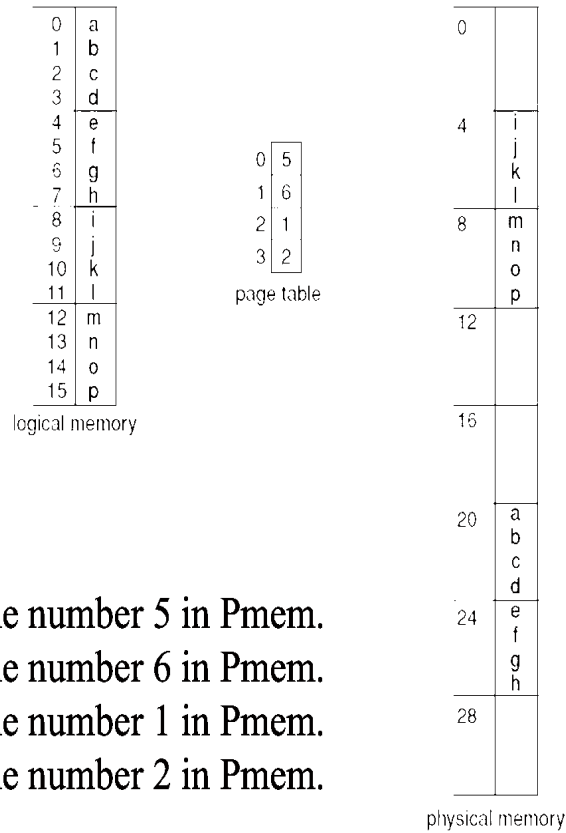 0 a
1 b
2 c
3 d
4 e
5 f
6 g
7 h
8 i
9 j
10 k
11 l
12 m
13 n
14 o
15 p
logical memory
0 5
1 6
2 1
3 2
page table
0
4 i
j
k
l
8 m
n
o
p
12
16
20 a
b
c
d
24 e
f
g
h
28
physical memory
number 5 in Pmem.
number 6 in Pmem.
number 1 in Pmem.
number 2 in Pmem.